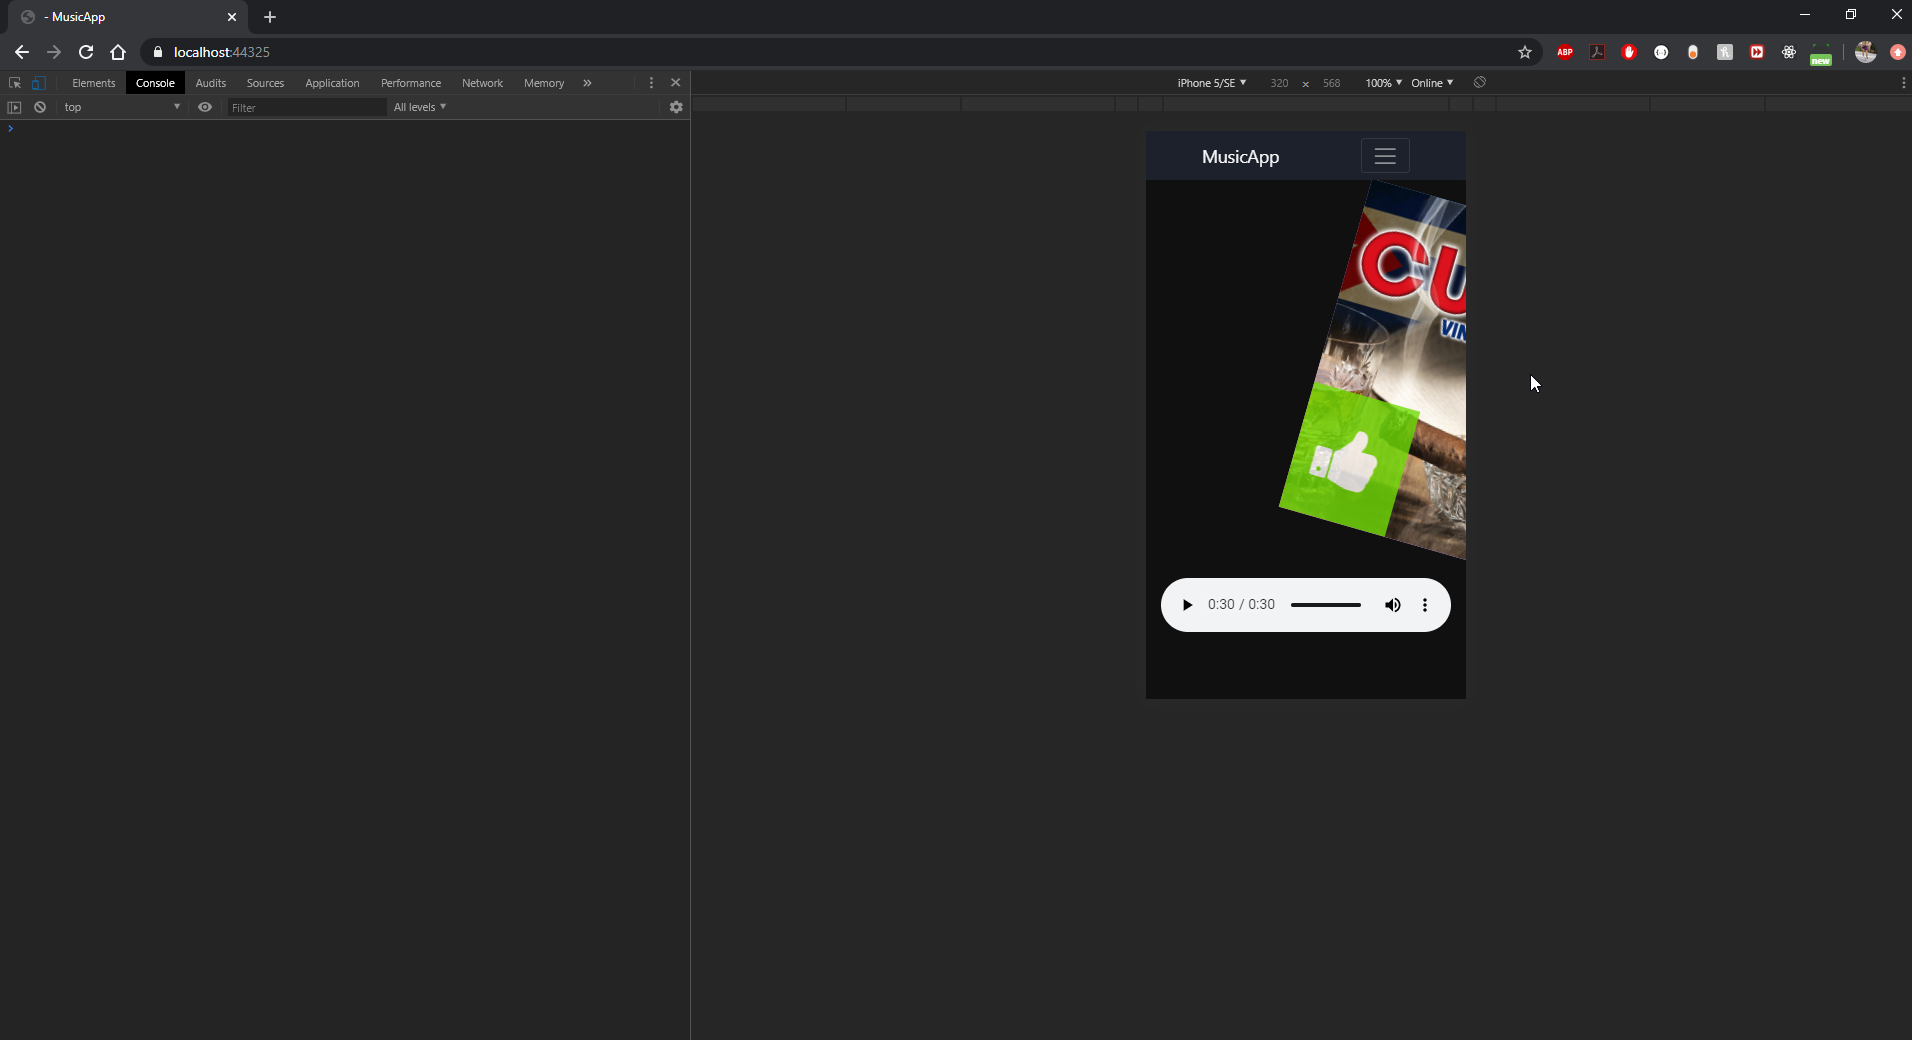 - MusicApp
localhost:44325
ABP
new
Elements Console Audits Sources Application Performance Network Memory »
iPhone 5/SE 320 x 568 100% Online
top Filter All levels
MusicApp
CU
VIN
0:30 / 0:30